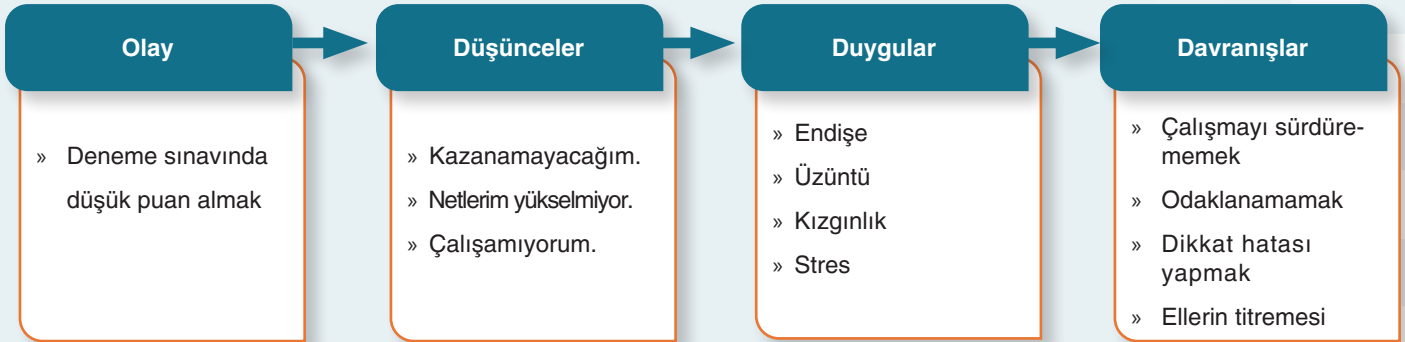 Olay
» Deneme sınavında
düşük puan almak
Düşünceler
» Kazanamayacağım.
» Netlerim yükselmiyor.
» Çalışamıyorum.
Duygular
» Endişe
» Üzüntü
» Kızgınlık
» Stres
Davranışlar
» Çalışmayı sürdüre-
memek
» Odaklanamamak
» Dikkat hatası
yapmak
» Ellerin titremesi